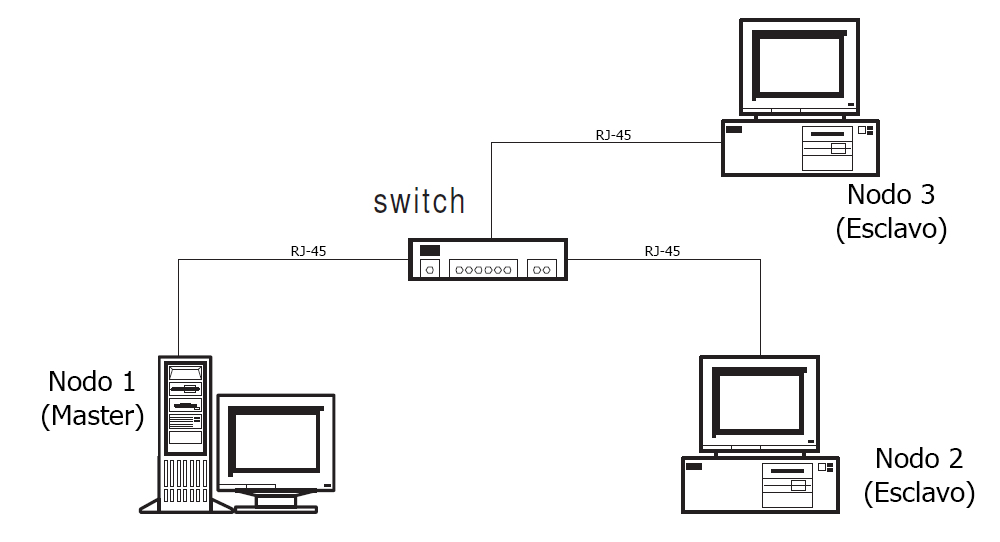 RJ-45
Nodo 3
(Esclavo)
switch
RJ-45
RJ-45
Nodo 1
(Master)
Nodo 2
(Esclavo)